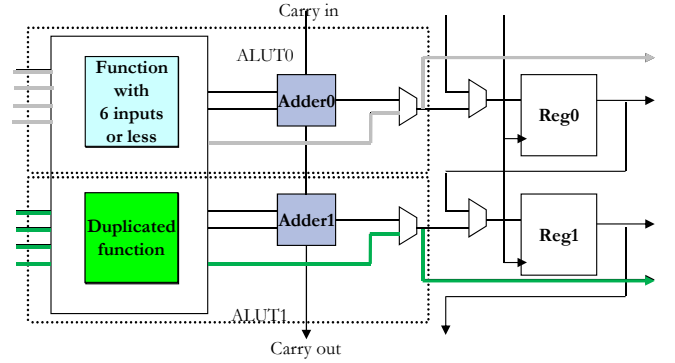 Carry in
ALUT0
Function
with
6 inputs
or less
Adder0
Reg0
Duplicated
function
Adder1
Reg1
ALUT1
Carry out